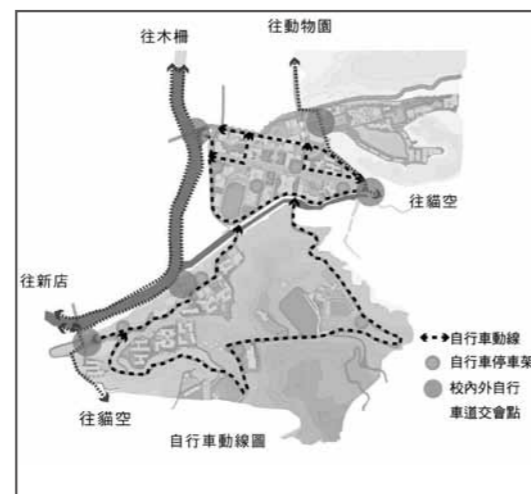 往木柵
往動物園
往貓空
往新店
自行車動線
自行車停車架
校內外自行
車道交會點
往貓空
自行車動線圖